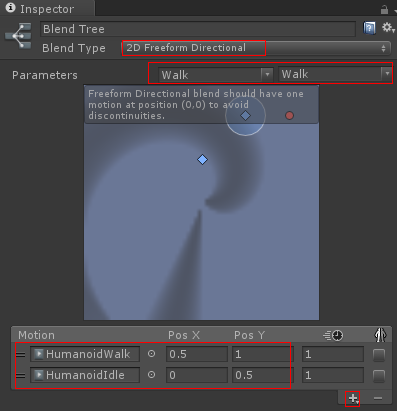 Inspector
Blend Tree
Blend Type 2D Freeform Directional
Parameters Walk Walk
Freeform Directional blend should have one
motion at position (0,0) to avoid
discontinuities.
Motion Pos X Pos Y
HumanoidWalk 0.5 1 1
HumanoidIdle 0 0.5 1